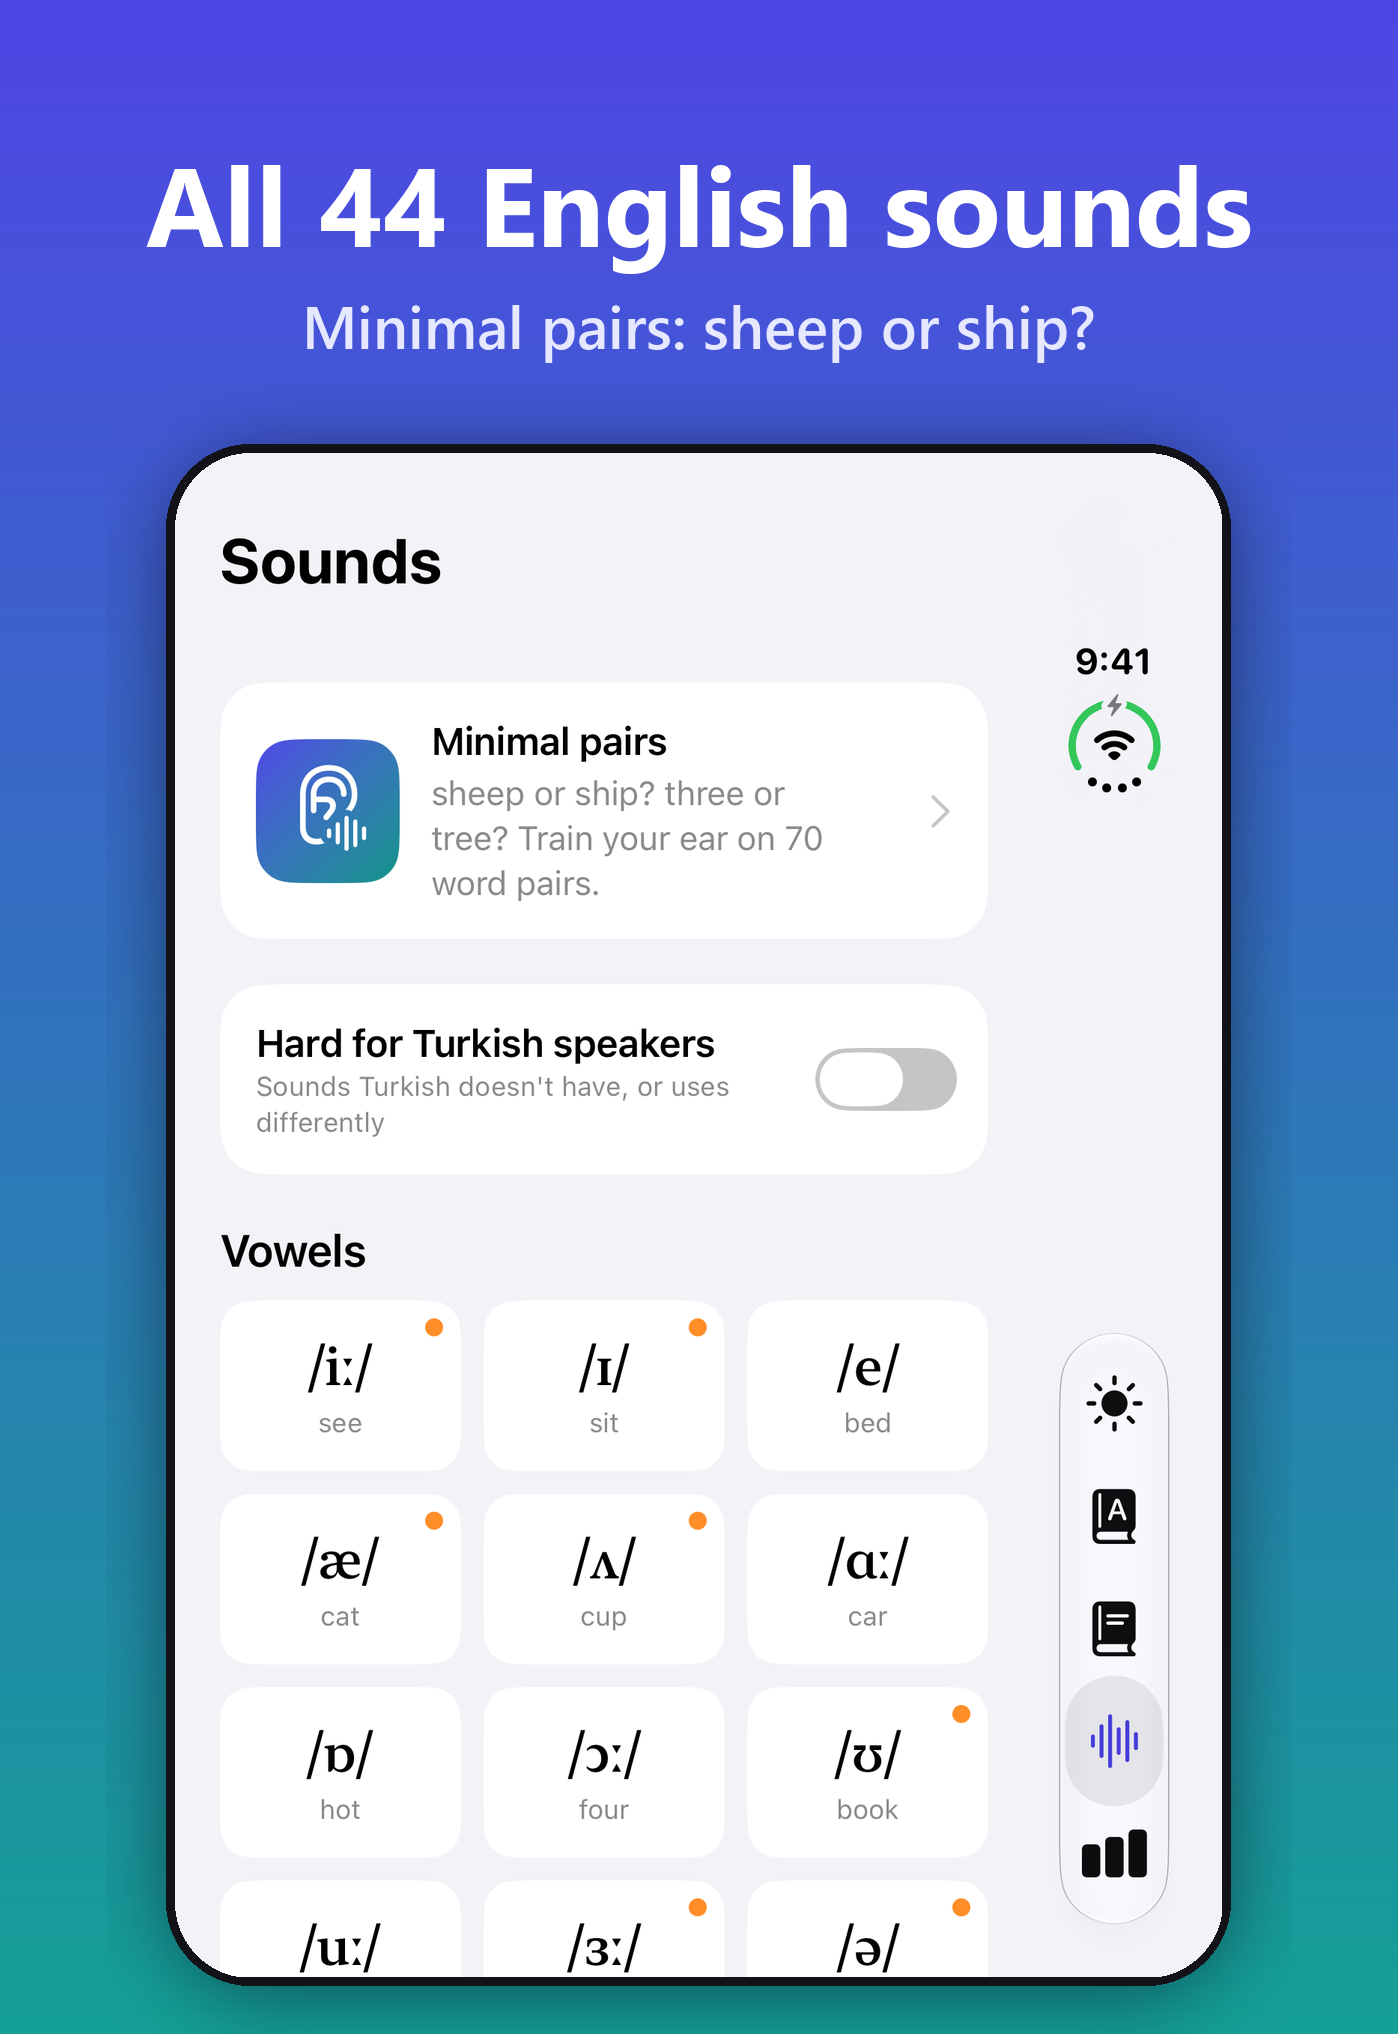 All 44 English sounds
Minimal pairs: sheep or ship?
Sounds
9:41
Minimal pairs
sheep or ship? three or
tree? Train your ear on 70
word pairs.
Hard for Turkish speakers
Sounds Turkish doesn't have, or uses
differently
Vowels
/iː/
see
/ɪ/
sit
/e/
bed
/æ/
cat
/ʌ/
cup
/ɑː/
car
/ɒ/
hot
/ɔː/
four
/ʊ/
book
/uː/
/ɜː/
/ə/
A